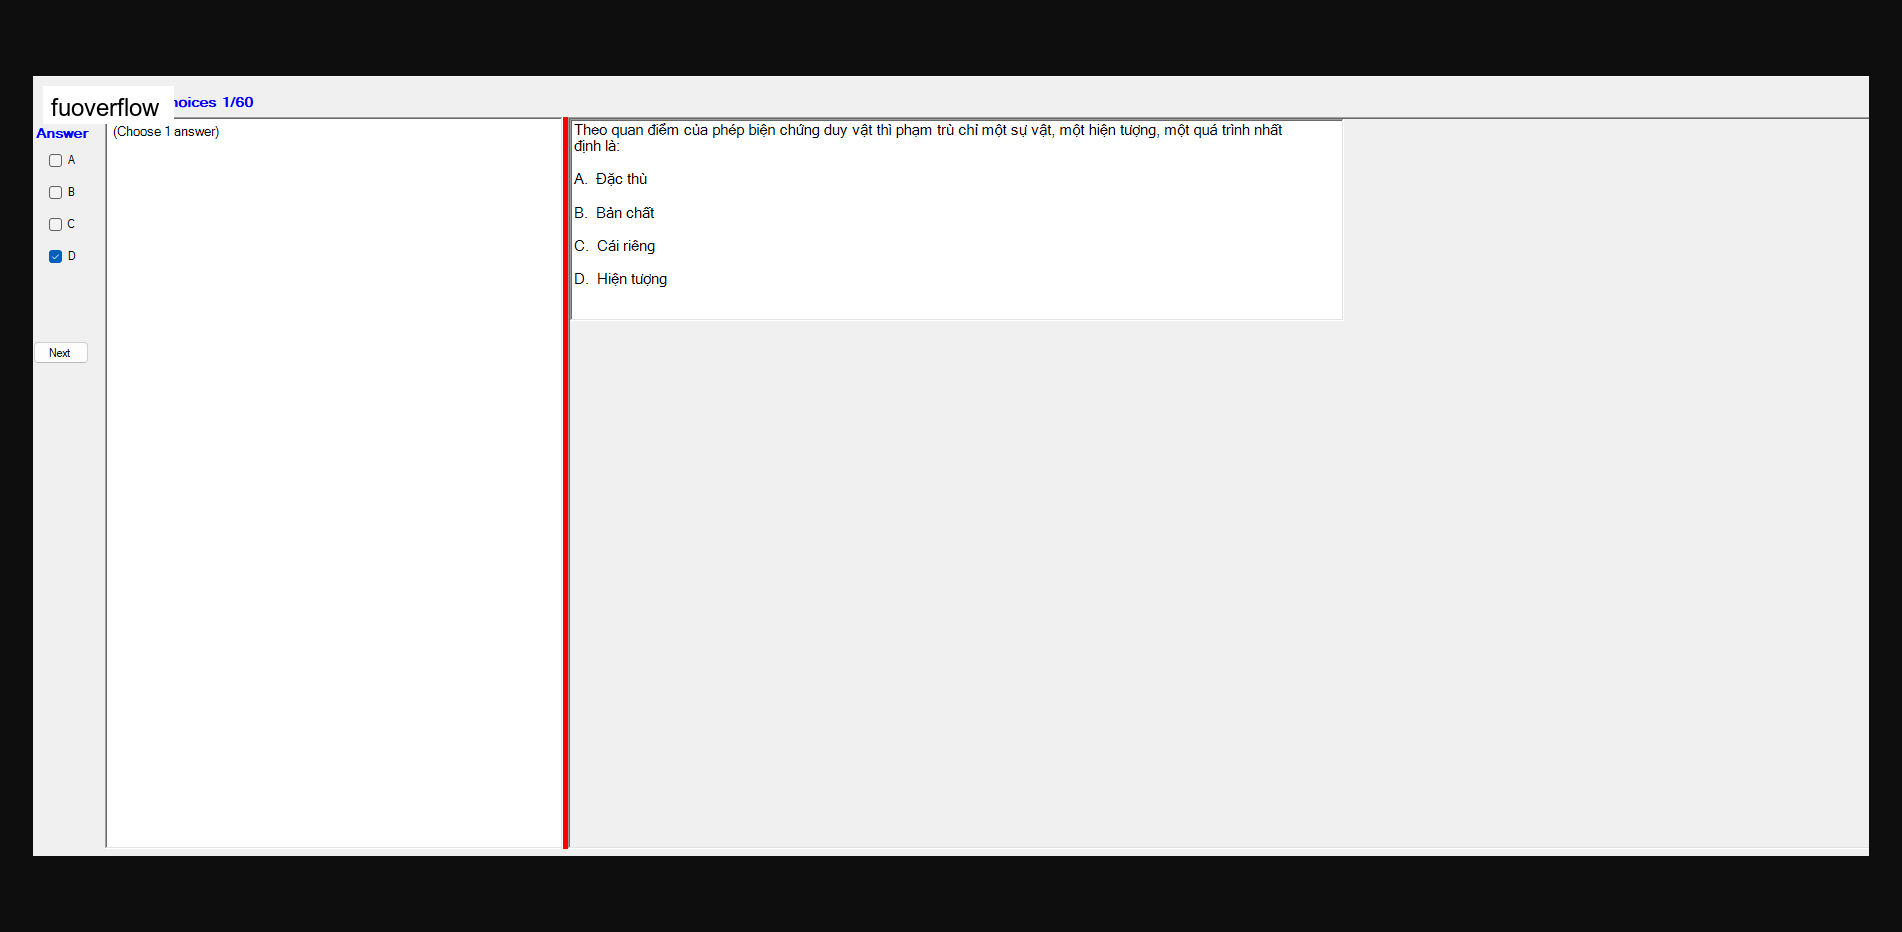 fuoverflow
hoices 1/60
Answer
(Choose 1 answer)
A
B
C
D
Next
Theo quan điểm của phép biện chứng duy vật thì phạm trù chỉ một sự vật, một hiện tượng, một quá trình nhất
định là:
A. Đặc thù
B. Bản chất
C. Cái riêng
D. Hiện tượng